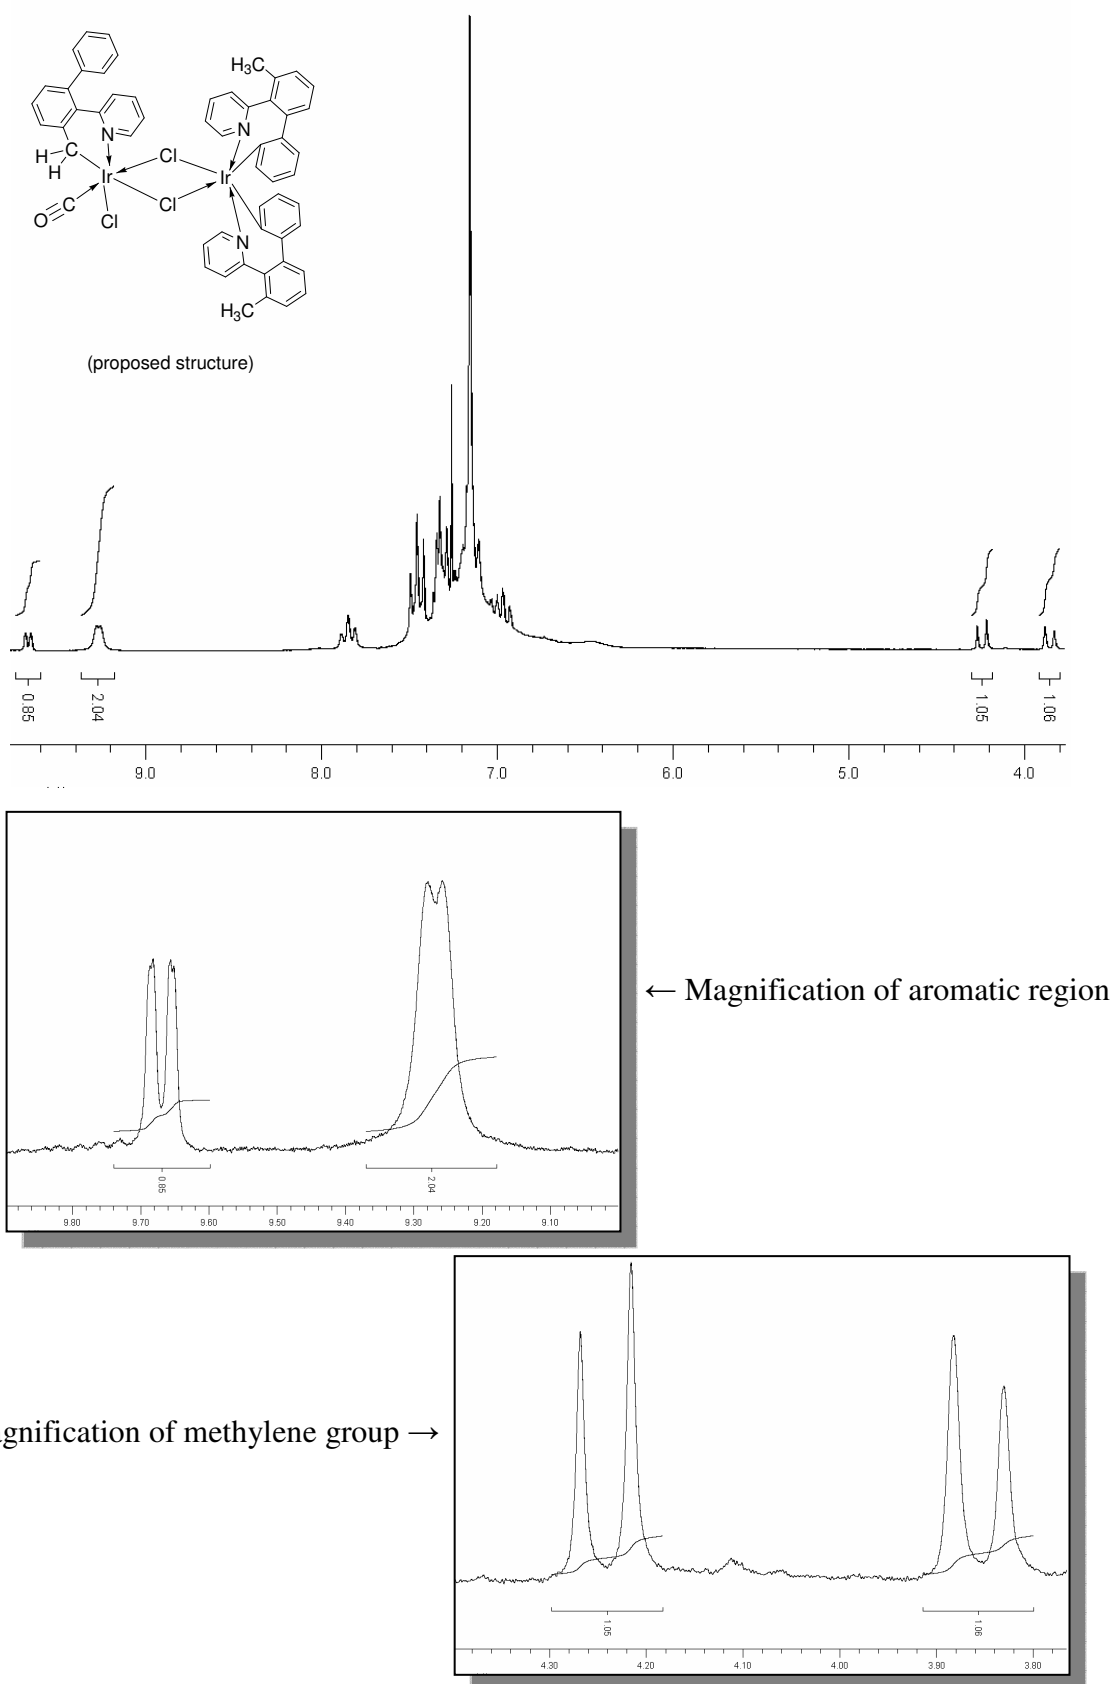 H₃C
N
N
H
C
H
Cl
Ir
Ir
C
O
Cl
Cl
N
H₃C
(proposed structure)
0.85
2.04
1.05
1.06
9.0 8.0 7.0 6.0 5.0 4.0
← Magnification of aromatic region
0.85
2.04
9.80 9.70 9.60 9.50 9.40 9.30 9.20 9.10
gnification of methylene group →
1.05
1.06
4.30 4.20 4.10 4.00 3.90 3.80